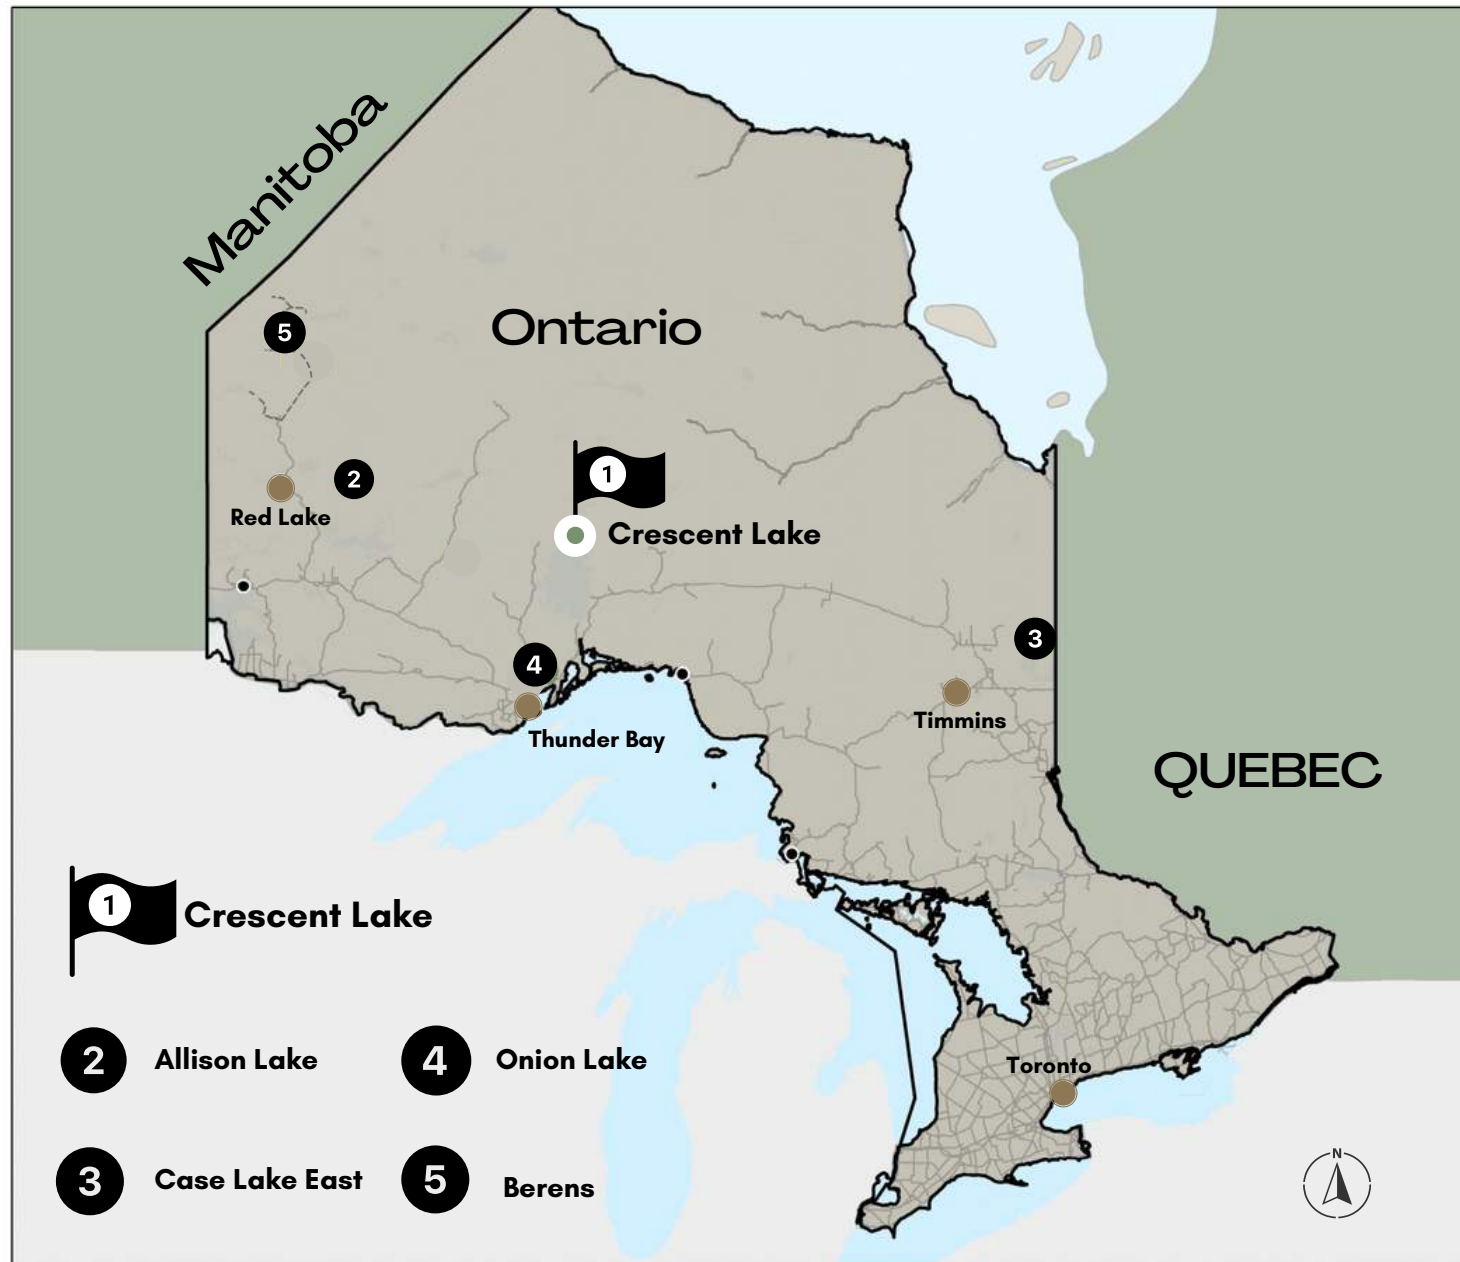 Manitoba
Ontario
5
1
2
Red Lake
Crescent Lake
3
4
Timmins
Thunder Bay
QUEBEC
1
Crescent Lake
Toronto
2
Allison Lake
4
Onion Lake
3
Case Lake East
5
Berens
N